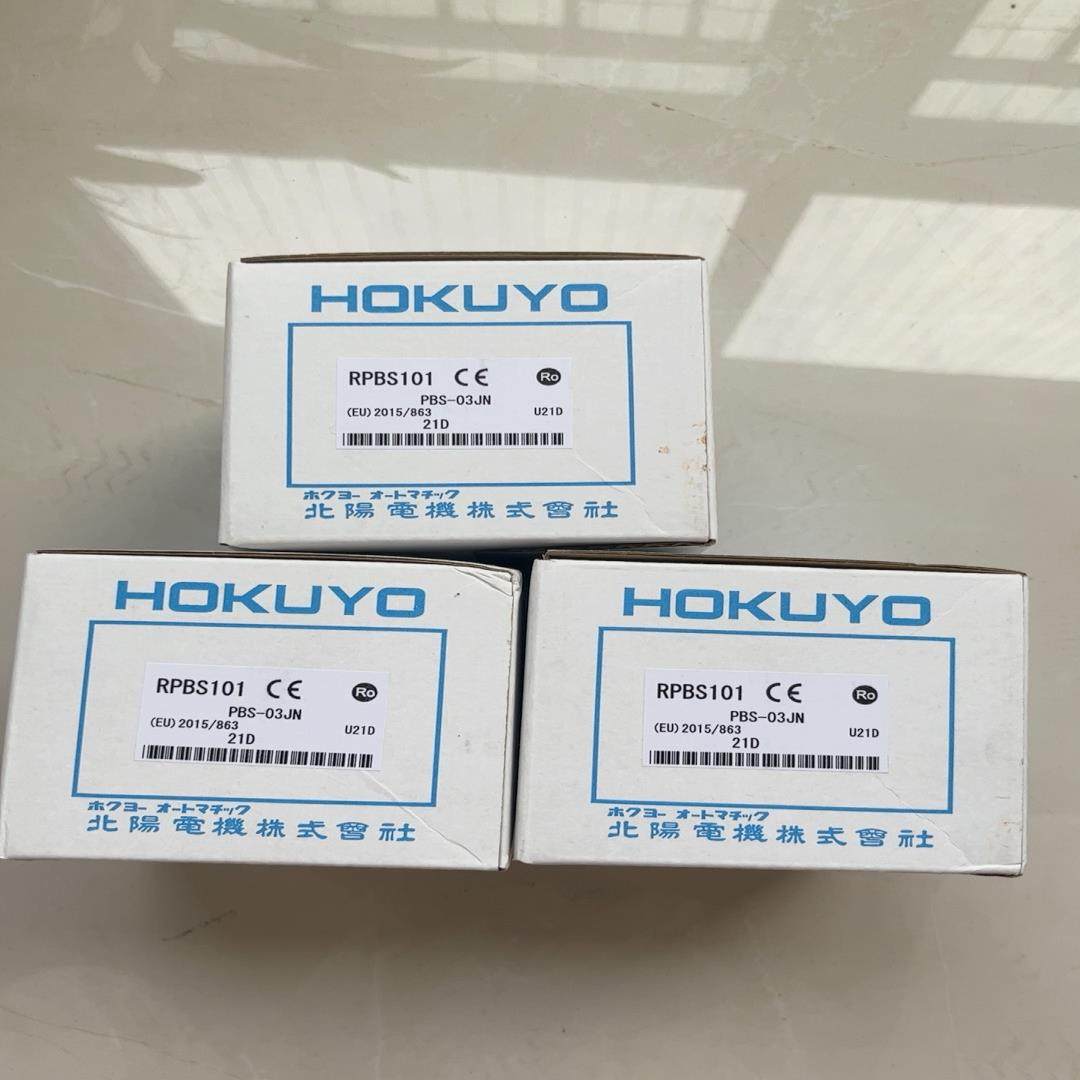 HOKUYO
RPBS101 CE Ro
PBS-03JN
(EU)2015/863 U21D
21D
ホクヨー オートマチック
北陽電機株式會社
HOKUYO
RPBS101 CE Ro
PBS-03JN
(EU)2015/863 U21D
21D
ホクヨー オートマチック
北陽電機株式會社
HOKUYO
RPBS101 CE Ro
PBS-03JN
(EU)2015/863 U21D
21D
ホクヨー オートマチック
北陽電機株式會社